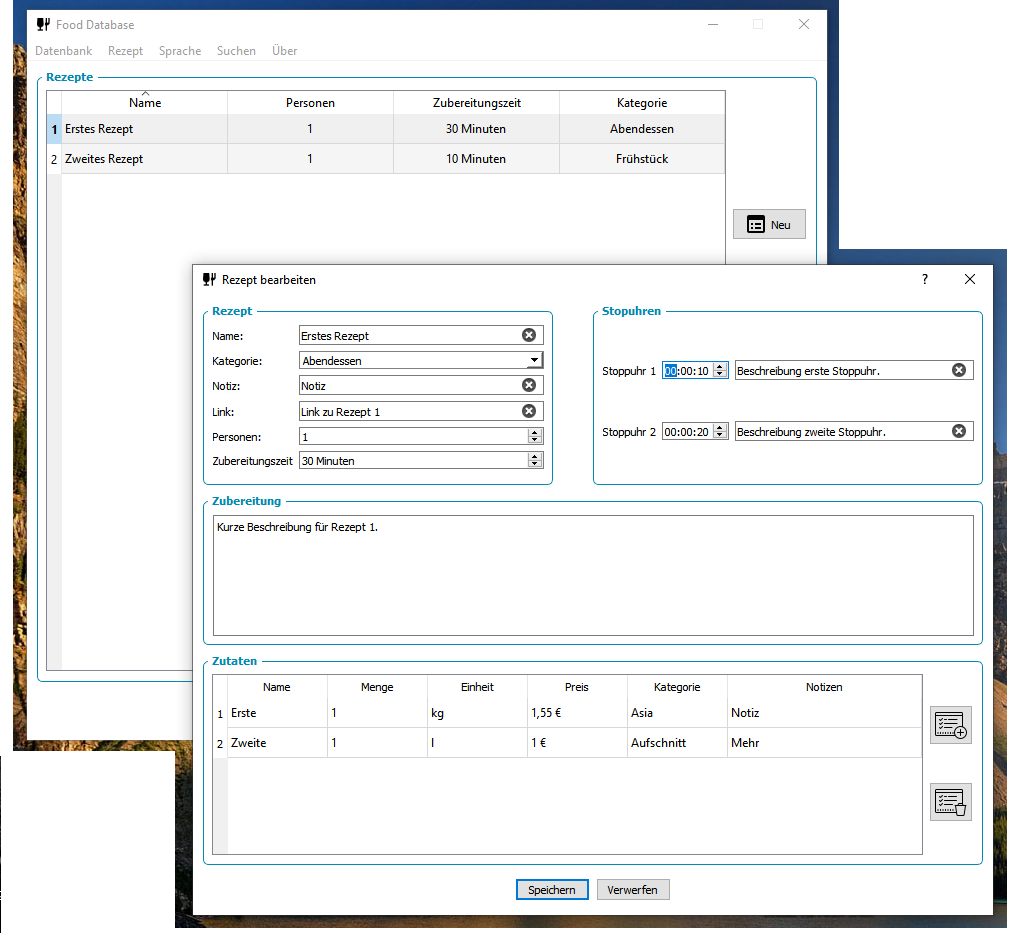 Food Database
Datenbank Rezept Sprache Suchen Über
Rezepte
Name Personen Zubereitungszeit Kategorie
1 Erstes Rezept 1 30 Minuten Abendessen
2 Zweites Rezept 1 10 Minuten Frühstück
Neu
Rezept bearbeiten ?
Rezept
Name: Erstes Rezept
Kategorie: Abendessen
Notiz: Notiz
Link: Link zu Rezept 1
Personen: 1
Zubereitungszeit 30 Minuten
Stopuhren
Stoppuhr 1 00:00:10 Beschreibung erste Stoppuhr.
Stoppuhr 2 00:00:20 Beschreibung zweite Stoppuhr.
Zubereitung
Kurze Beschreibung für Rezept 1.
Zutaten
Name Menge Einheit Preis Kategorie Notizen
1 Erste 1 kg 1,55 € Asia Notiz
2 Zweite 1 l 1 € Aufschnitt Mehr
Speichern Verwerfen